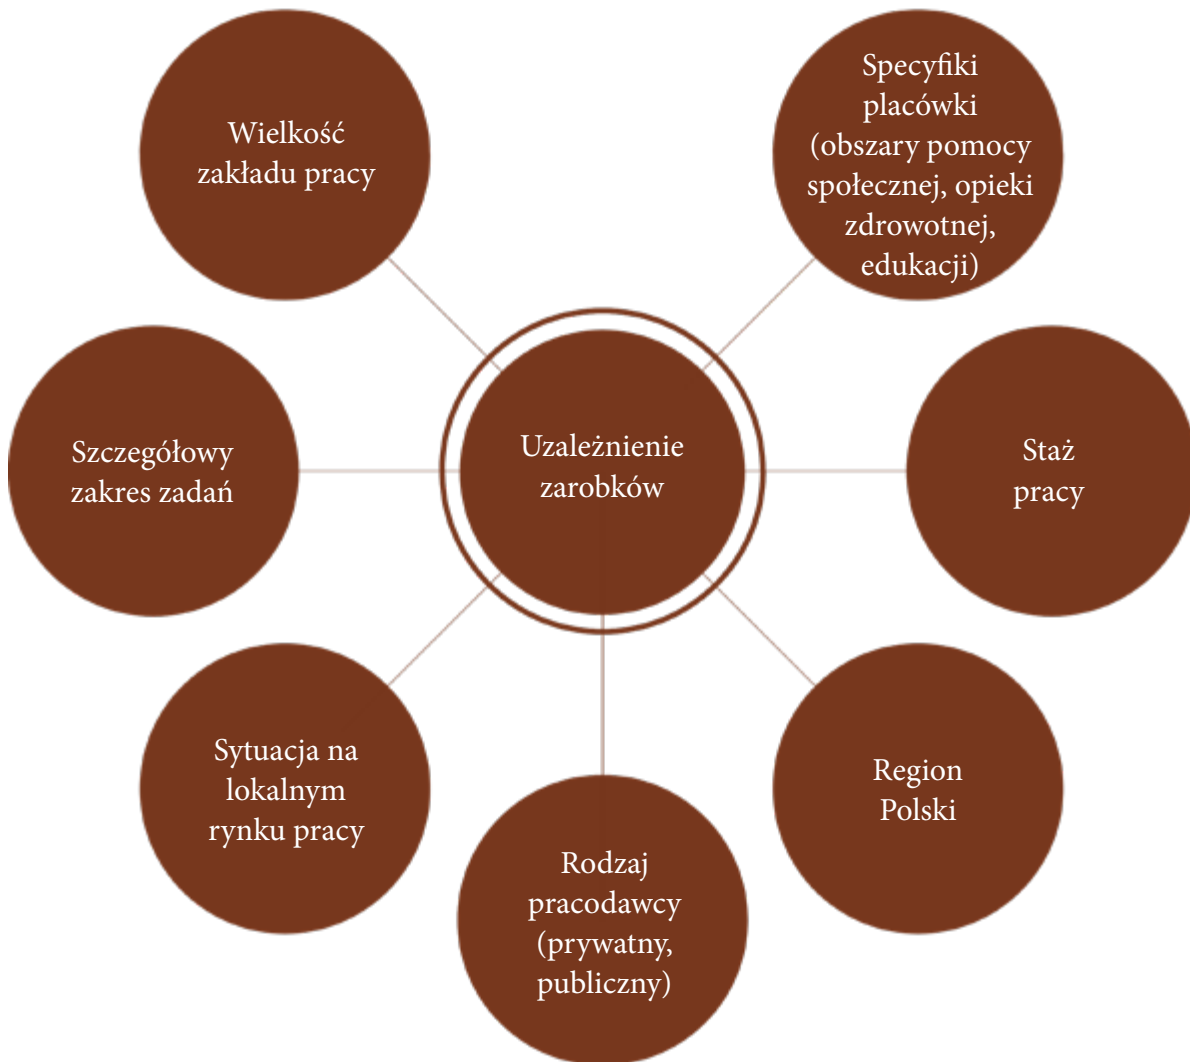 Wielkość
zakładu pracy
Specyfiki
placówki
(obszary pomocy
społecznej, opieki
zdrowotnej,
edukacji)
Szczegółowy
zakres zadań
Uzależnienie
zarobków
Staż
pracy
Sytuacja na
lokalnym
rynku pracy
Rodzaj
pracodawcy
(prywatny,
publiczny)
Region
Polski